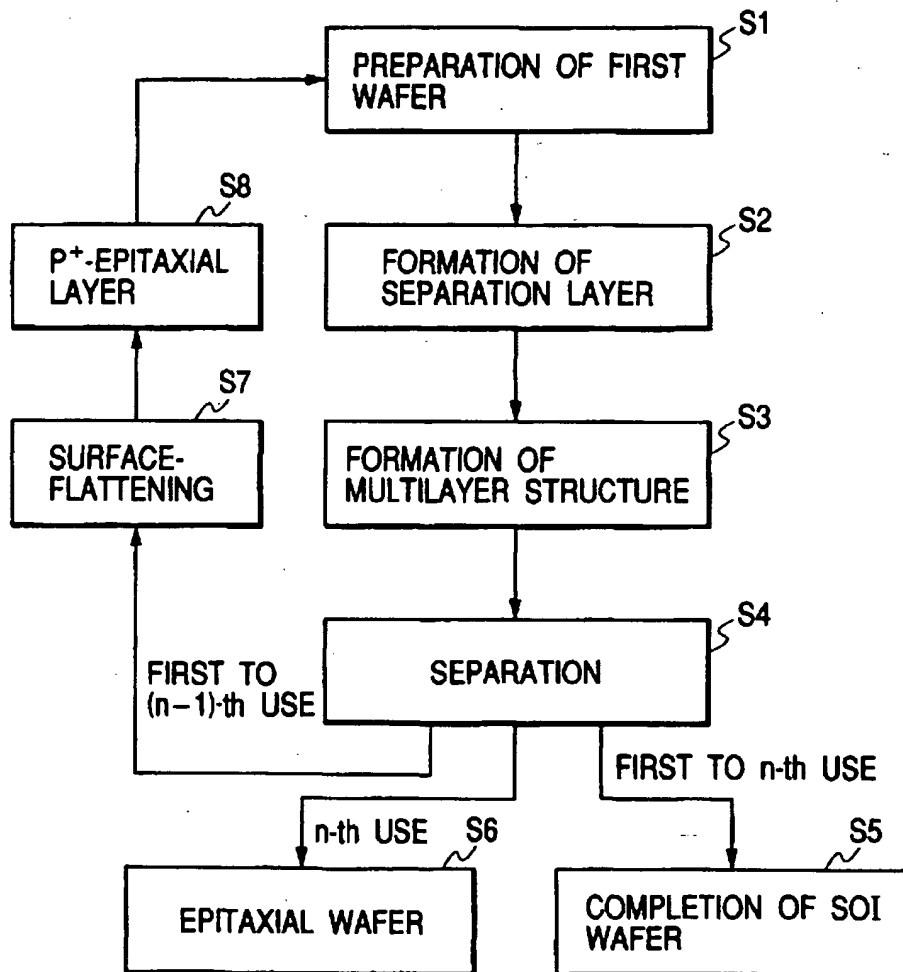 S1
PREPARATION OF FIRST
WAFER
S8
P+-EPITAXIAL
LAYER
S2
FORMATION OF
SEPARATION LAYER
S7
SURFACE-
FLATTENING
S3
FORMATION OF
MULTILAYER STRUCTURE
S4
SEPARATION
FIRST TO
(n-1)-th USE
FIRST TO n-th USE
n-th USE
S6
EPITAXIAL WAFER
S5
COMPLETION OF SOI
WAFER